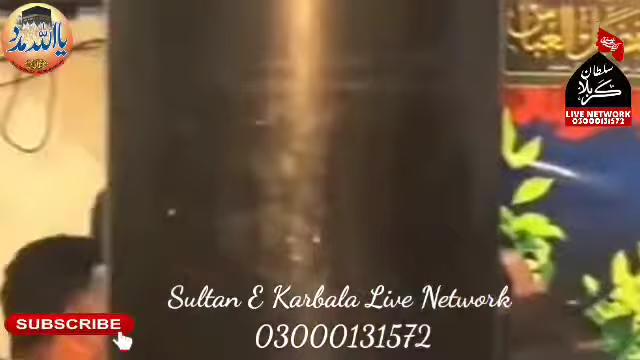 یا اللہ مدد
سلطان
کربلا
LIVE NETWORK
03000131572
Sultan E Karbala Live Network
03000131572
SUBSCRIBE